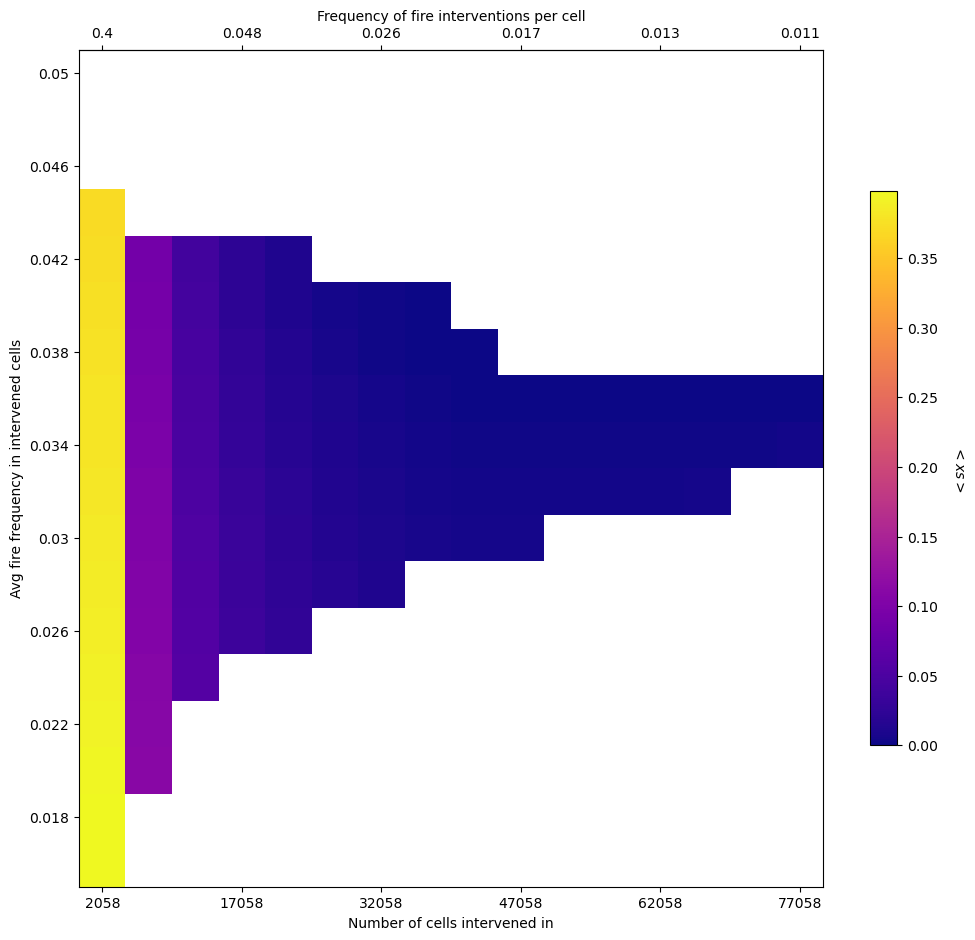 Frequency of fire interventions per cell
0.4 0.048 0.026 0.017 0.013 0.011
0.05
0.046
0.042
0.038
0.034
0.03
0.026
0.022
0.018
Avg fire frequency in intervened cells
2058 17058 32058 47058 62058 77058
Number of cells intervened in
0.35
0.30
0.25
0.20
0.15
0.10
0.05
0.00
< sx >